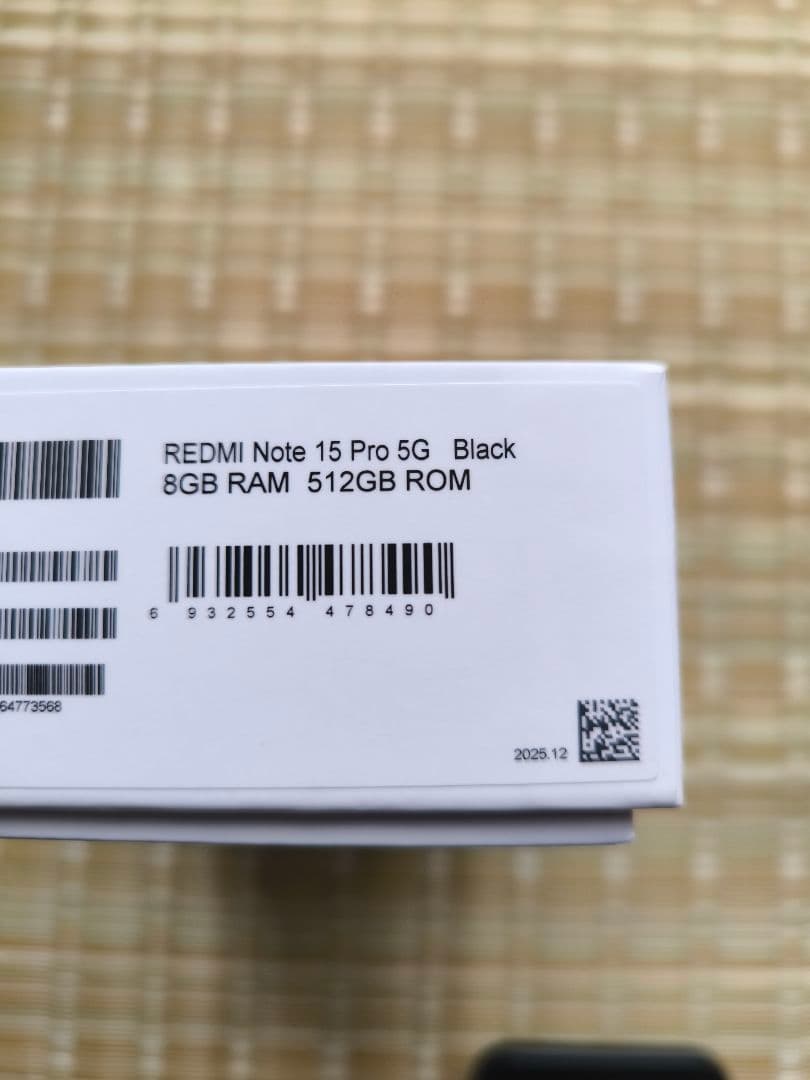 REDMI Note 15 Pro 5G Black
8GB RAM 512GB ROM
6 932554 478490
64773568
2025.12